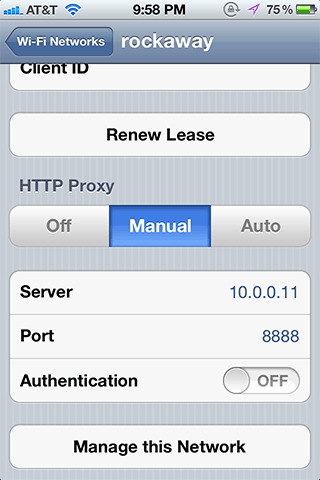 AT&T 9:58 PM 75%
Wi-Fi Networks rockaway
Client ID
Renew Lease
HTTP Proxy
Off Manual Auto
Server 10.0.0.11
Port 8888
Authentication OFF
Manage this Network